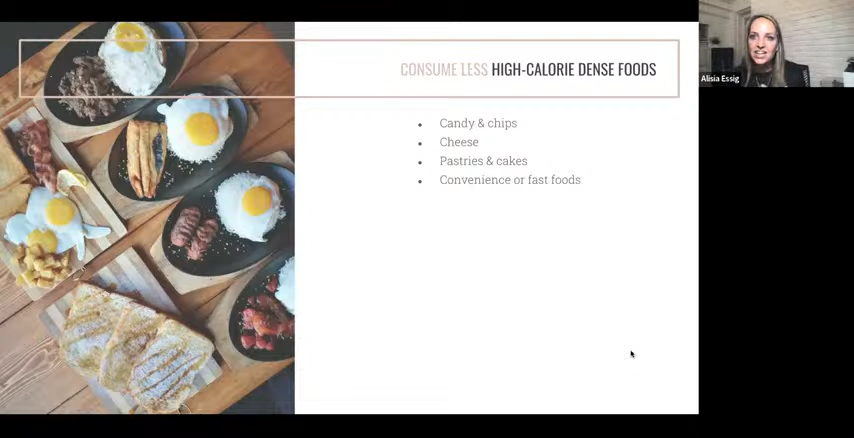 CONSUME LESS HIGH-CALORIE DENSE FOODS
• Candy & chips
• Cheese
• Pastries & cakes
• Convenience or fast foods
Alisia Essig